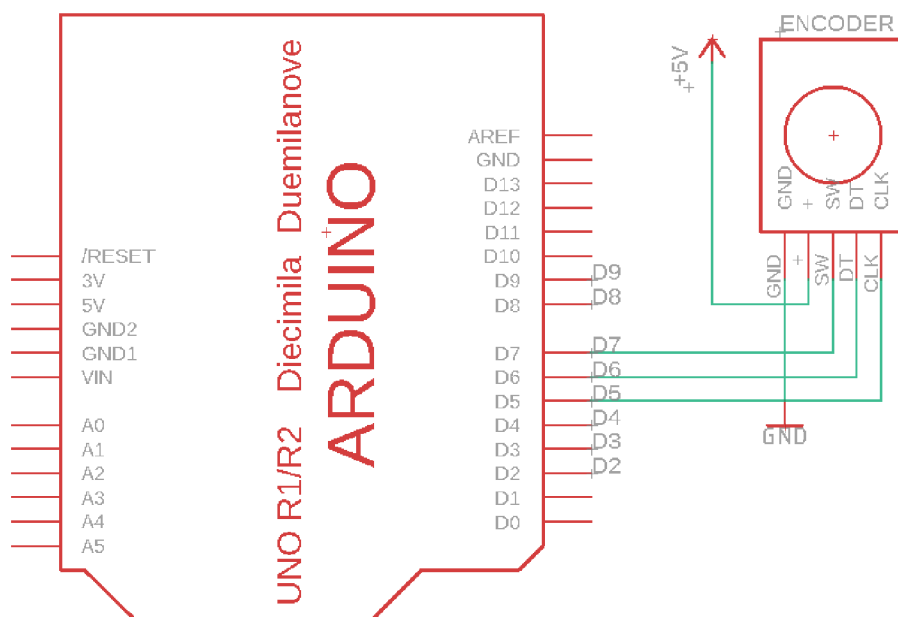 ENCODER
+5V
GND
+
SW
DT
CLK
GND
+
SW
DT
CLK
GND
UNO R1/R2 Diecimila Duemilanove
ARDUINO
/RESET
3V
5V
GND2
GND1
VIN
A0
A1
A2
A3
A4
A5
AREF
GND
D13
D12
D11
D10
D9
D8
D7
D6
D5
D4
D3
D2
D1
D0
D9
D8
D7
D6
D5
D4
D3
D2